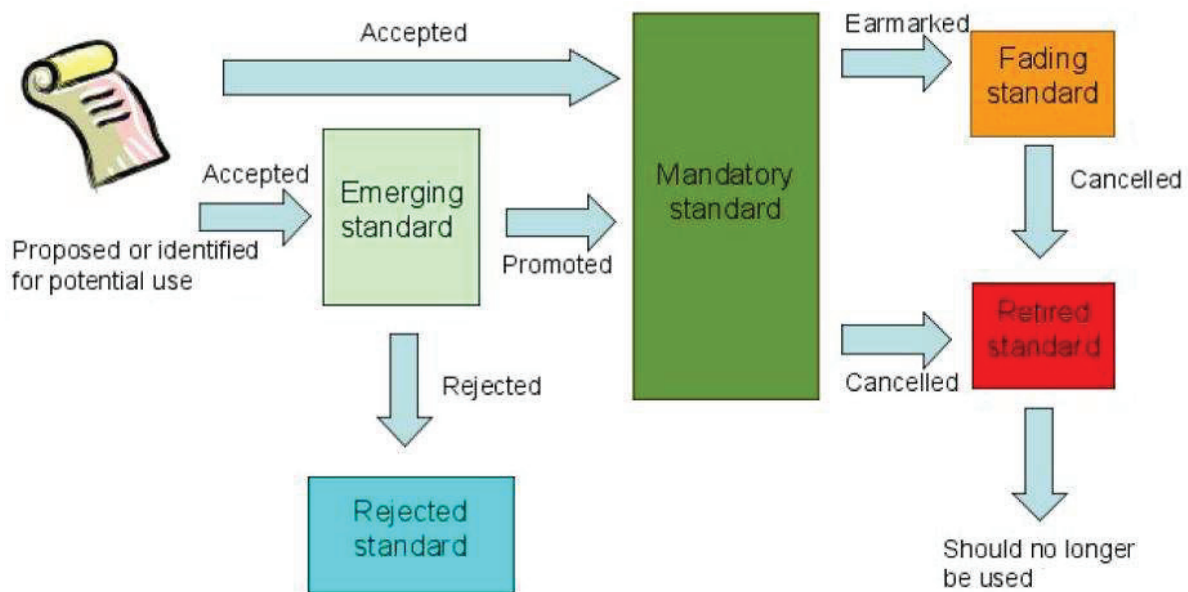 Accepted
Earmarked
Fading
standard
Accepted
Emerging
standard
Mandatory
standard
Cancelled
Proposed or identified
for potential use
Promoted
Retired
standard
Rejected
Cancelled
Rejected
standard
Should no longer
be used